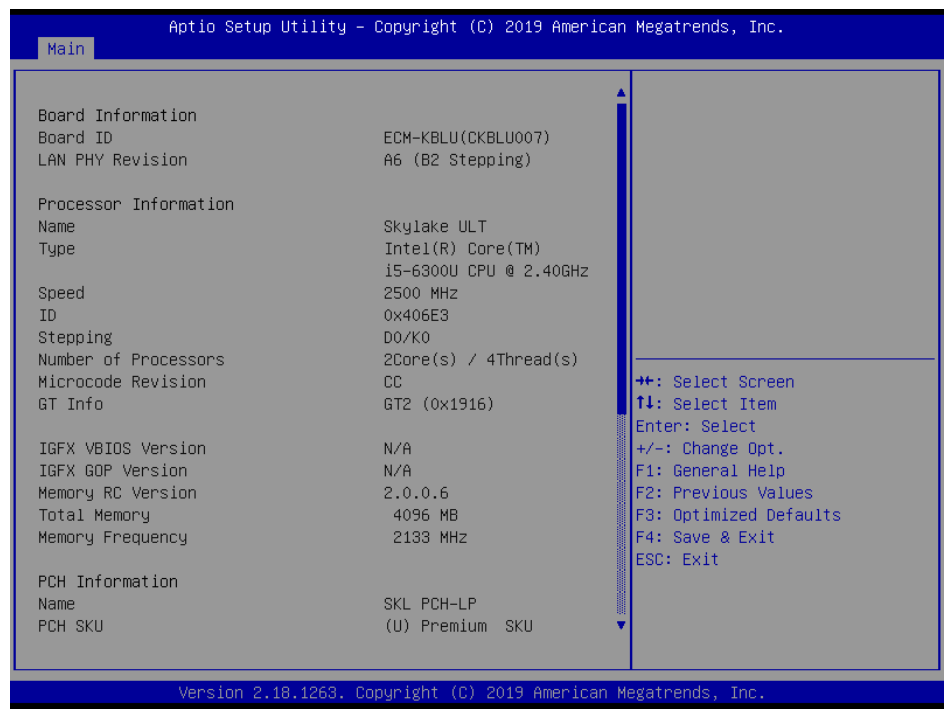 Aptio Setup Utility – Copyright (C) 2019 American Megatrends, Inc.
Main
Board Information
Board ID ECM-KBLU(CKBLU007)
LAN PHY Revision A6 (B2 Stepping)
Processor Information
Name Skylake ULT
Type Intel(R) Core(TM)
i5-6300U CPU @ 2.40GHz
Speed 2500 MHz
ID 0x406E3
Stepping D0/K0
Number of Processors 2Core(s) / 4Thread(s)
Microcode Revision CC
GT Info GT2 (0x1916)
IGFX VBIOS Version N/A
IGFX GOP Version N/A
Memory RC Version 2.0.0.6
Total Memory 4096 MB
Memory Frequency 2133 MHz
PCH Information
Name SKL PCH-LP
PCH SKU (U) Premium SKU
→←: Select Screen
↑↓: Select Item
Enter: Select
+/-: Change Opt.
F1: General Help
F2: Previous Values
F3: Optimized Defaults
F4: Save & Exit
ESC: Exit
Version 2.18.1263. Copyright (C) 2019 American Megatrends, Inc.